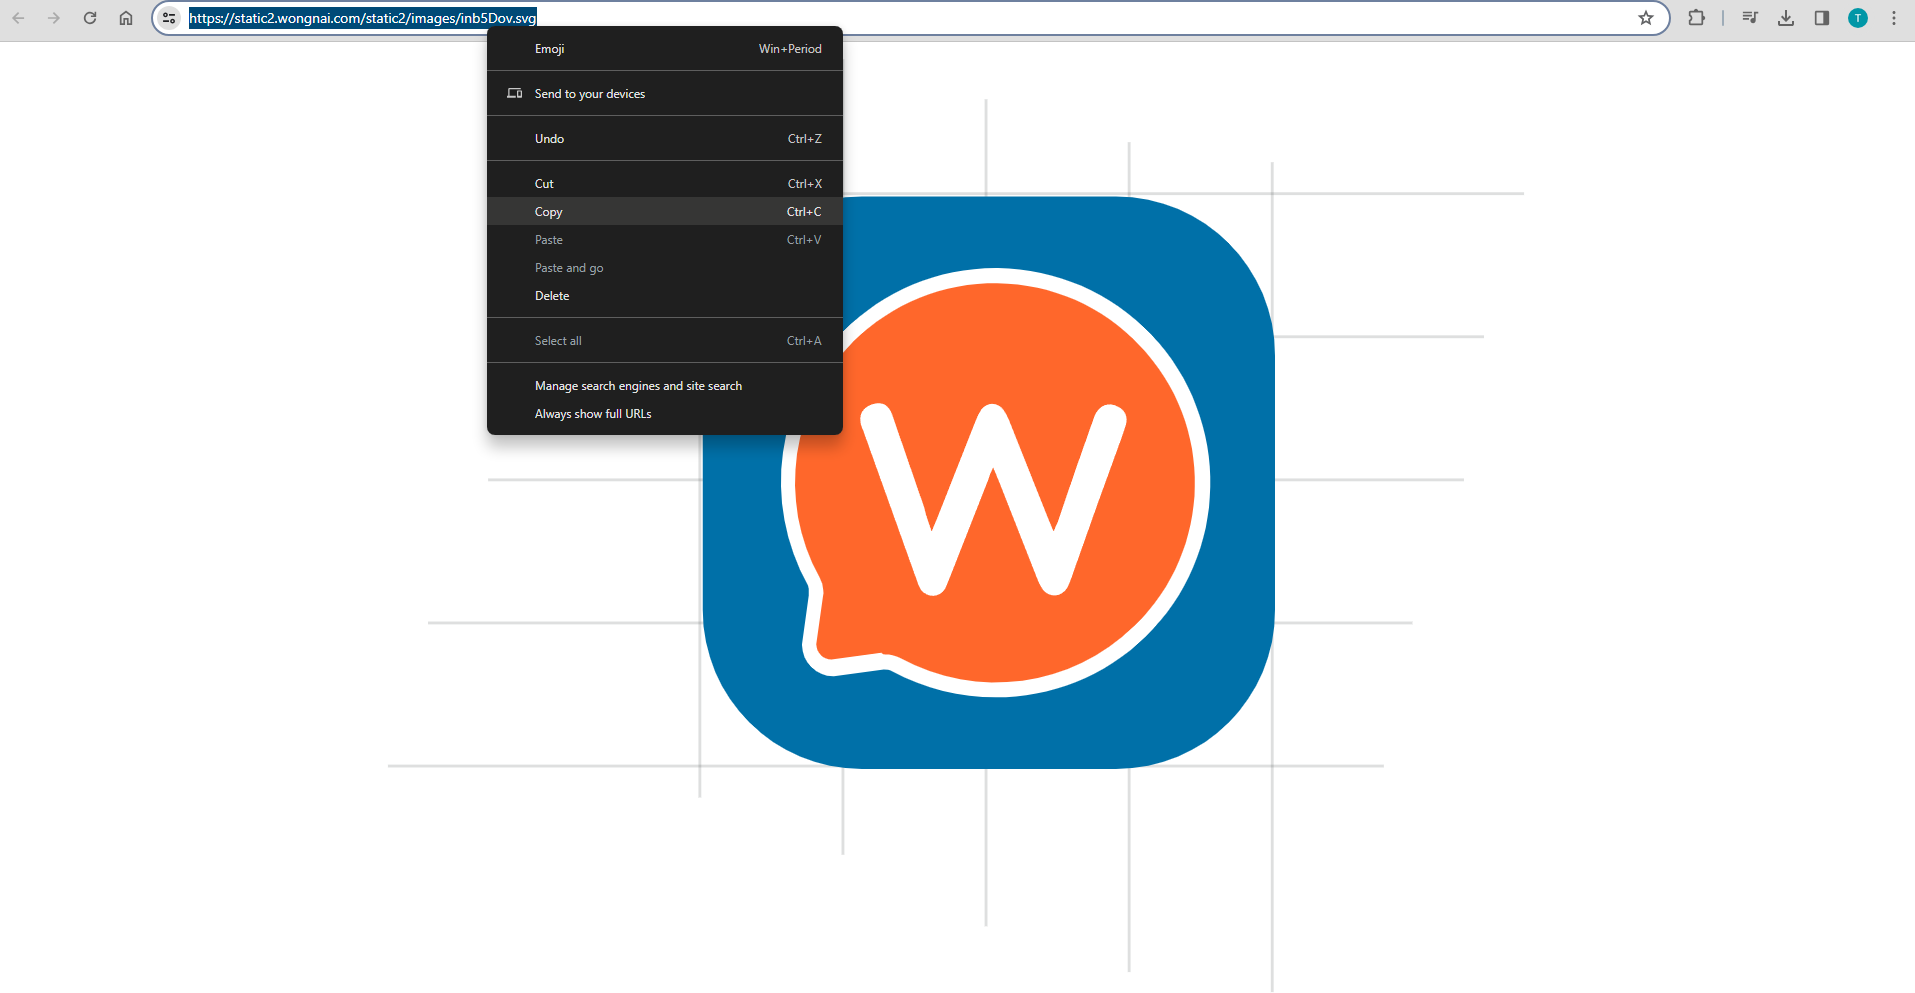 https://static2.wongnai.com/static2/images/inb5Dov.svg
T
Emoji Win+Period
Send to your devices
Undo Ctrl+Z
Cut Ctrl+X
Copy Ctrl+C
Paste Ctrl+V
Paste and go
Delete
Select all Ctrl+A
Manage search engines and site search
Always show full URLs
W